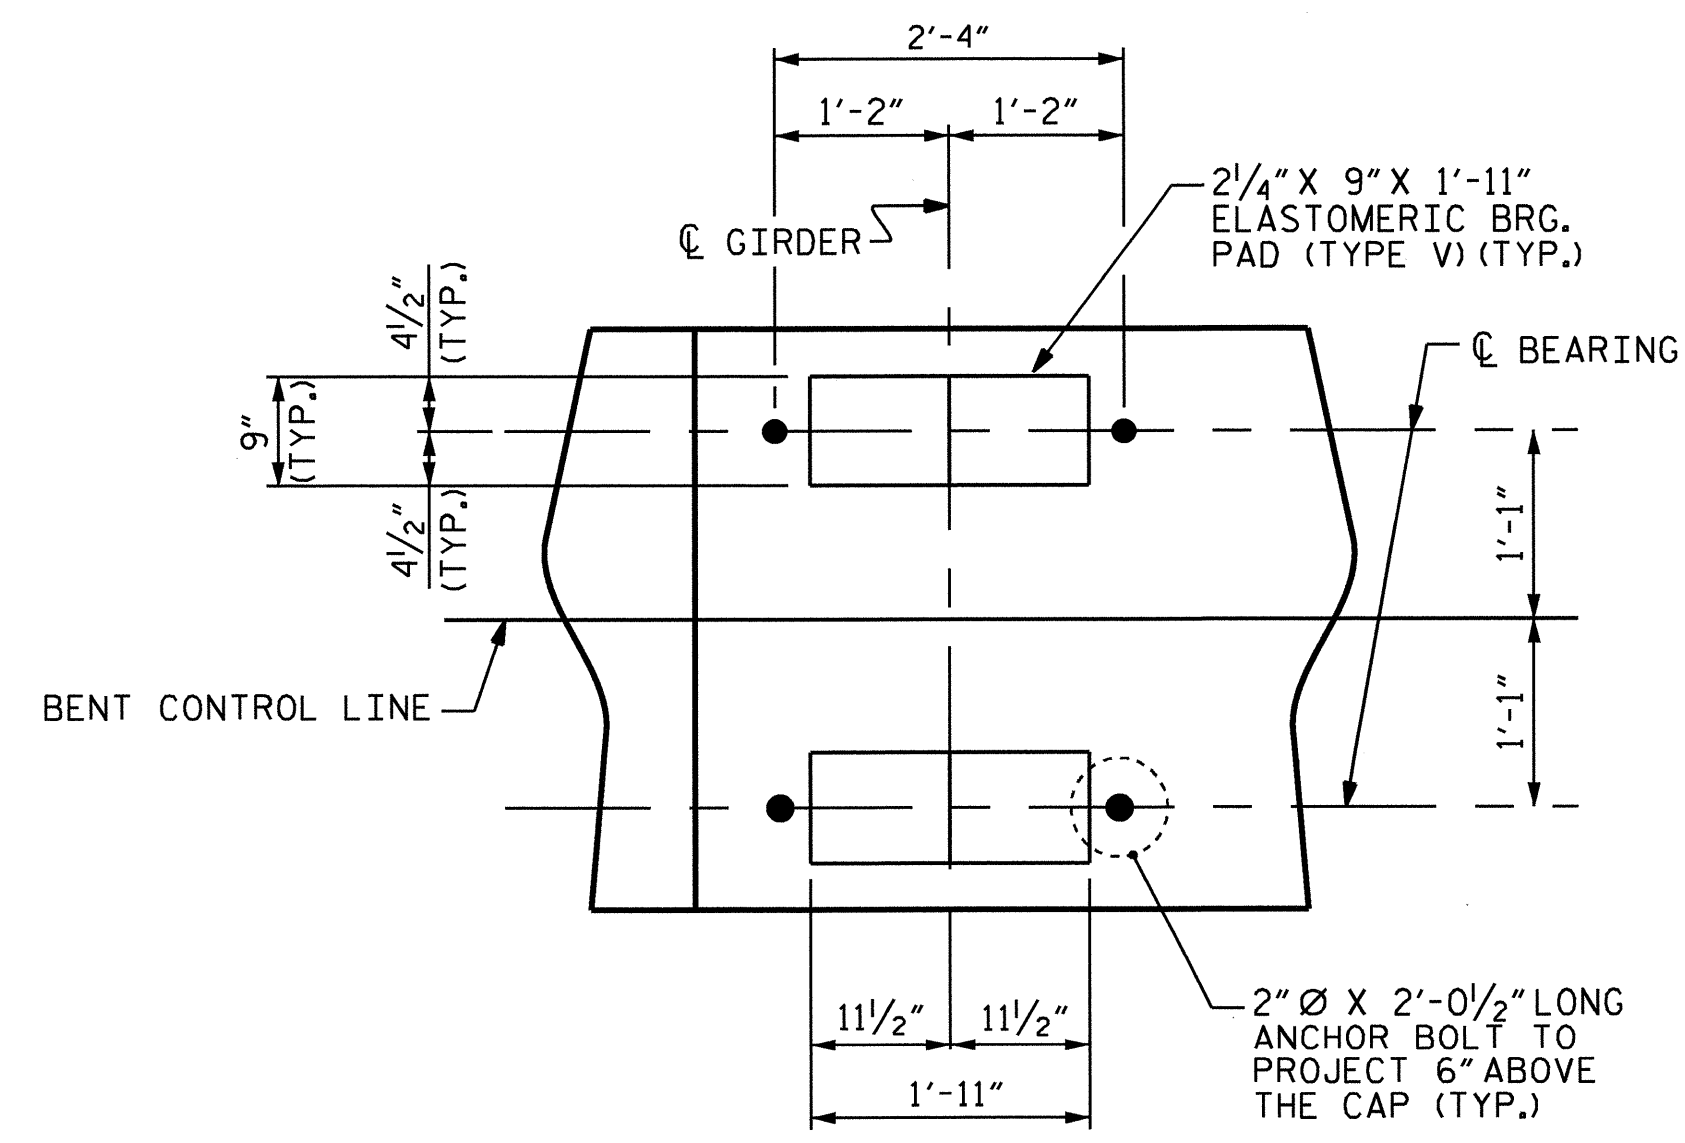 2'-4"
1'-2"
1'-2"
2¼" X 9" X 1'-11"
ELASTOMERIC BRG.
PAD (TYPE V) (TYP.)
℄ GIRDER
4½"
(TYP.)
℄ BEARING
9"
(TYP.)
4½"
(TYP.)
1'-1"
BENT CONTROL LINE
1'-1"
2" Ø X 2'-0½" LONG
ANCHOR BOLT TO
PROJECT 6" ABOVE
THE CAP (TYP.)
11½"
11½"
1'-11"